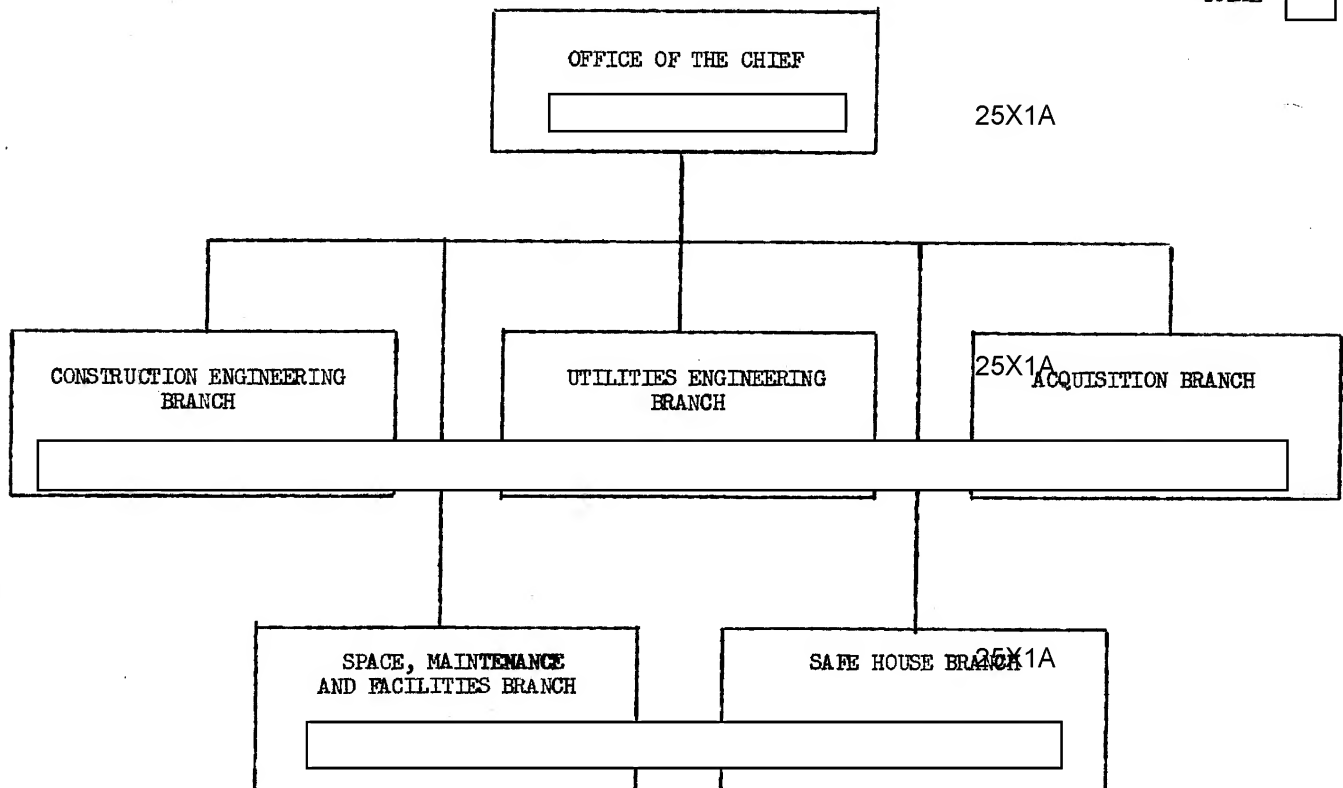 OFFICE OF THE CHIEF
25X1A
CONSTRUCTION ENGINEERING
BRANCH
UTILITIES ENGINEERING
BRANCH
25X1A
ACQUISITION BRANCH
SPACE, MAINTENANCE
AND FACILITIES BRANCH
SAFE HOUSE BRANCH
25X1A